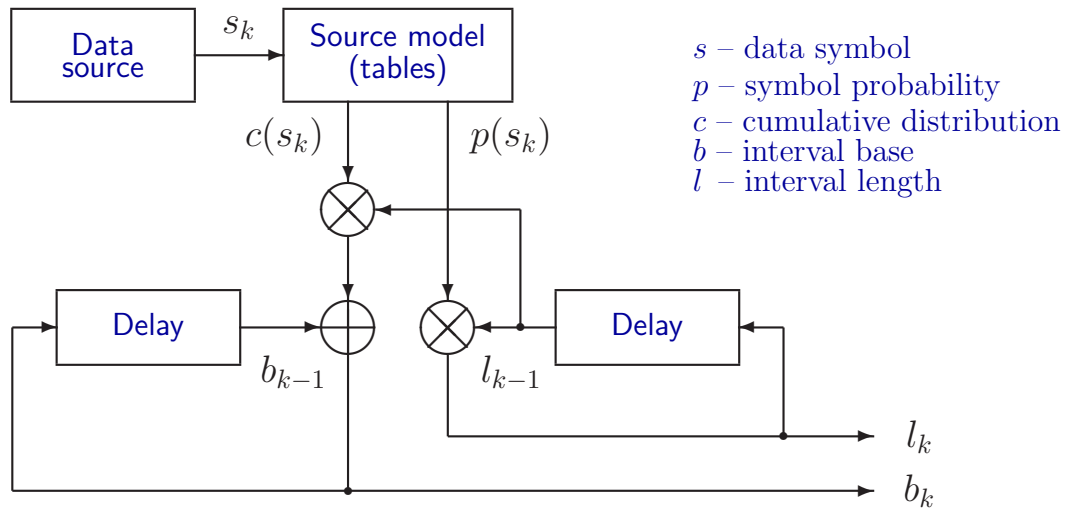 Data
source
s_k
Source model
(tables)
s – data symbol
p – symbol probability
c – cumulative distribution
b – interval base
l – interval length
c(s_k)
p(s_k)
Delay
Delay
b_{k−1}
l_{k−1}
l_k
b_k